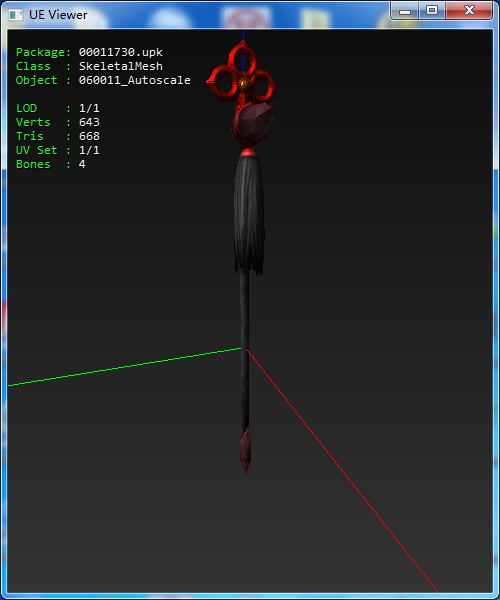 UE Viewer
Package: 00011730.upk
Class : SkeletalMesh
Object : 060011_Autoscale
LOD : 1/1
Verts : 643
Tris : 668
UV Set : 1/1
Bones : 4